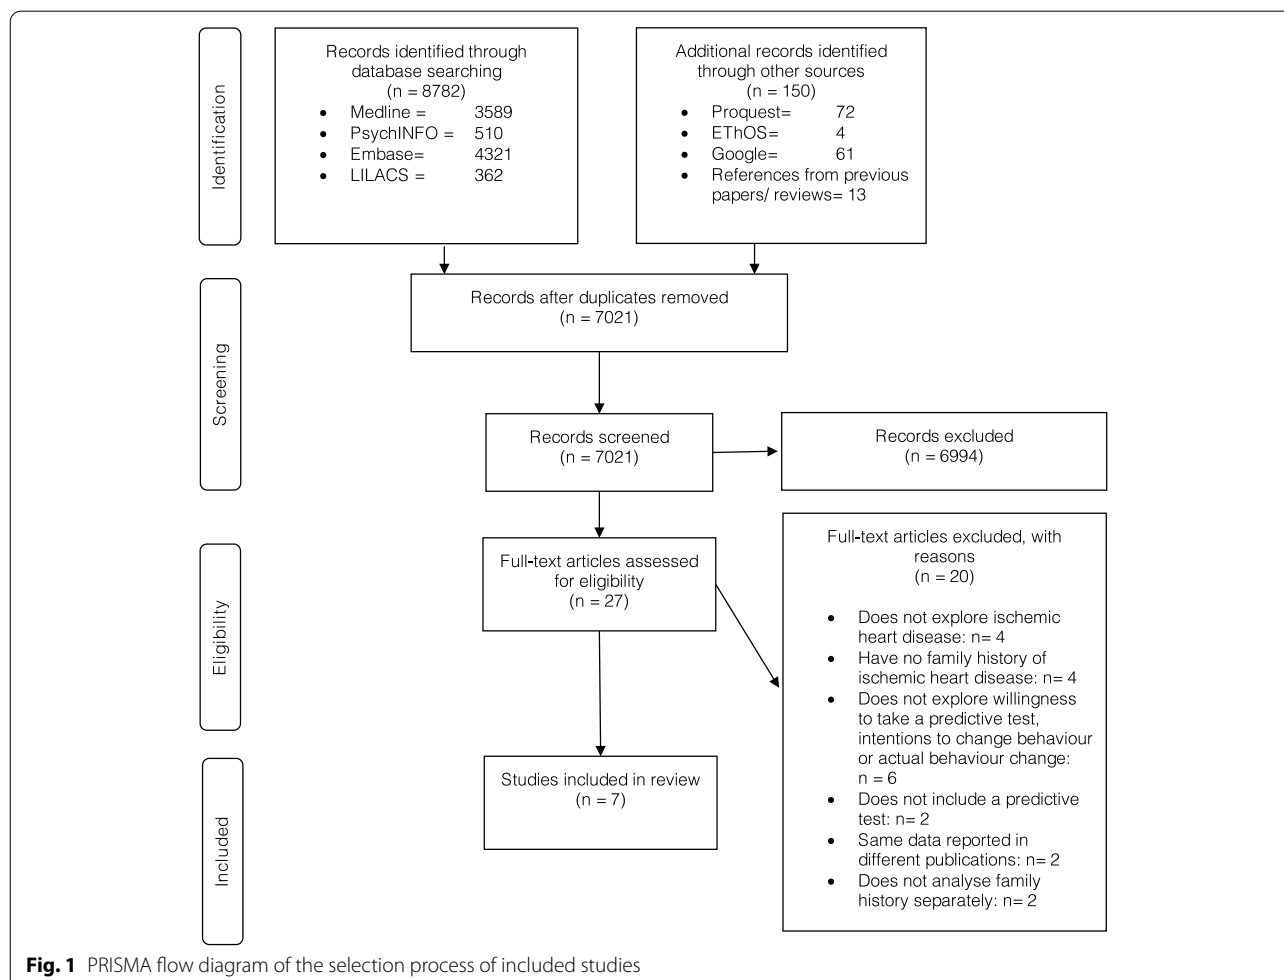 Identification
Records identified through
database searching
(n = 8782)
• Medline = 3589
• PsychINFO = 510
• Embase= 4321
• LILACS = 362
Additional records identified
through other sources
(n = 150)
• Proquest= 72
• EThOS= 4
• Google= 61
• References from previous
papers/ reviews= 13
Screening
Records after duplicates removed
(n = 7021)
Records screened
(n = 7021)
Records excluded
(n = 6994)
Eligibility
Full-text articles assessed
for eligibility
(n = 27)
Full-text articles excluded, with
reasons
(n = 20)
• Does not explore ischemic
heart disease: n= 4
• Have no family history of
ischemic heart disease: n= 4
• Does not explore willingness
to take a predictive test,
intentions to change behaviour
or actual behaviour change:
n = 6
• Does not include a predictive
test: n= 2
• Same data reported in
different publications: n= 2
• Does not analyse family
history separately: n= 2
Included
Studies included in review
(n = 7)
Fig. 1 PRISMA flow diagram of the selection process of included studies